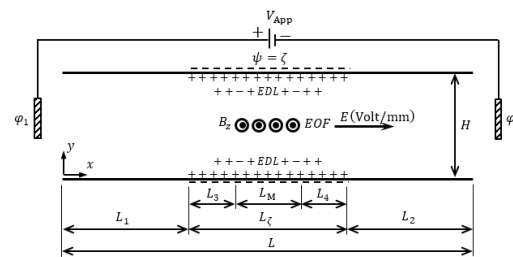 V_App
+ −
ψ = ζ
+ + + + + + + + + + + + + + + +
+ + − + EDL − + +
φ₁
B_z EOF E(Volt/mm) H
φ
y
x
+ + − + EDL − + +
+ + + + + + + + + + + + + + + +
L₃ L_M L₄
L₁ L_ζ L₂
L